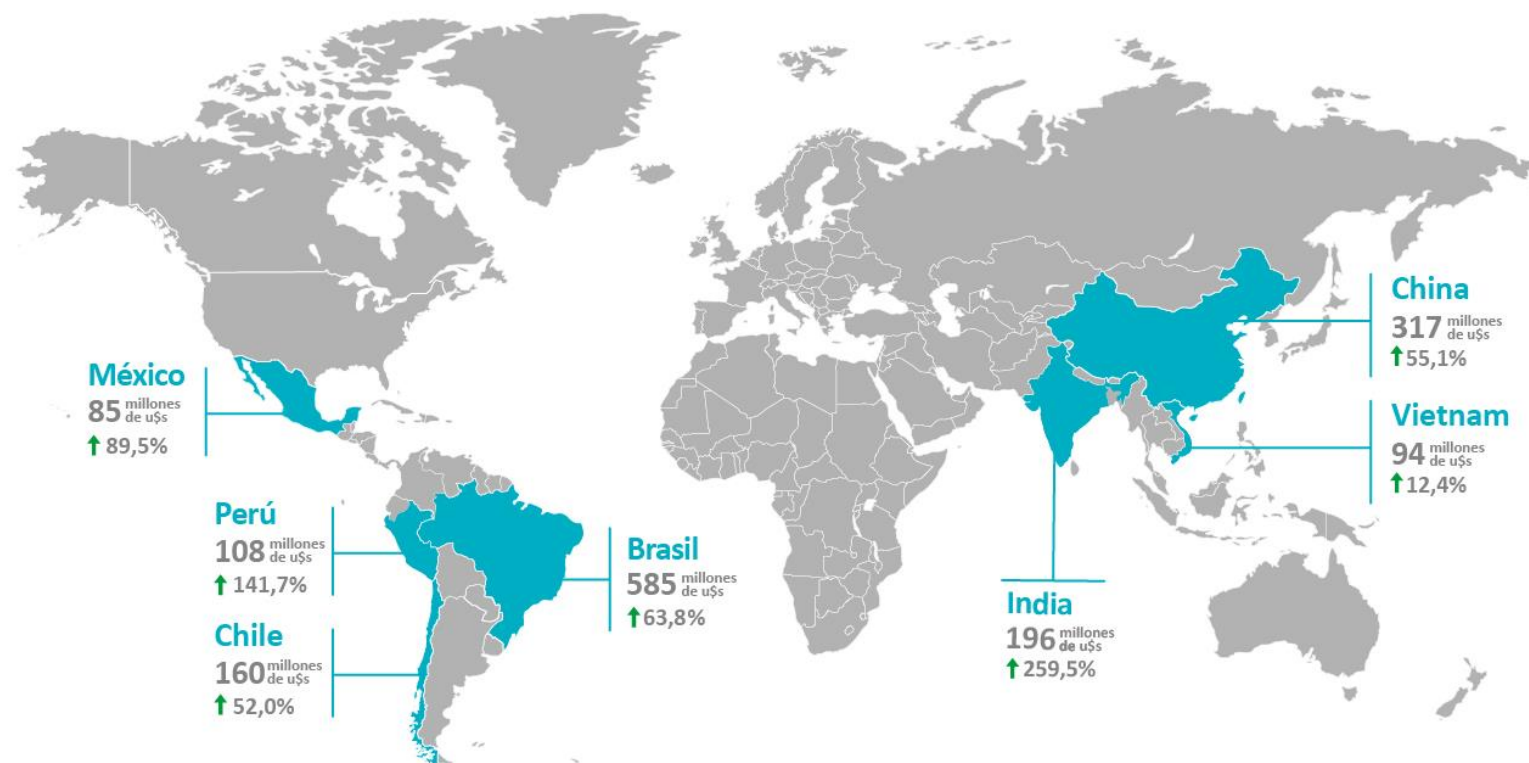 México
85 millones de u$s
89,5%
Perú
108 millones de u$s
141,7%
Chile
160 millones de u$s
52,0%
Brasil
585 millones de u$s
63,8%
India
196 millones de u$s
259,5%
China
317 millones de u$s
55,1%
Vietnam
94 millones de u$s
12,4%